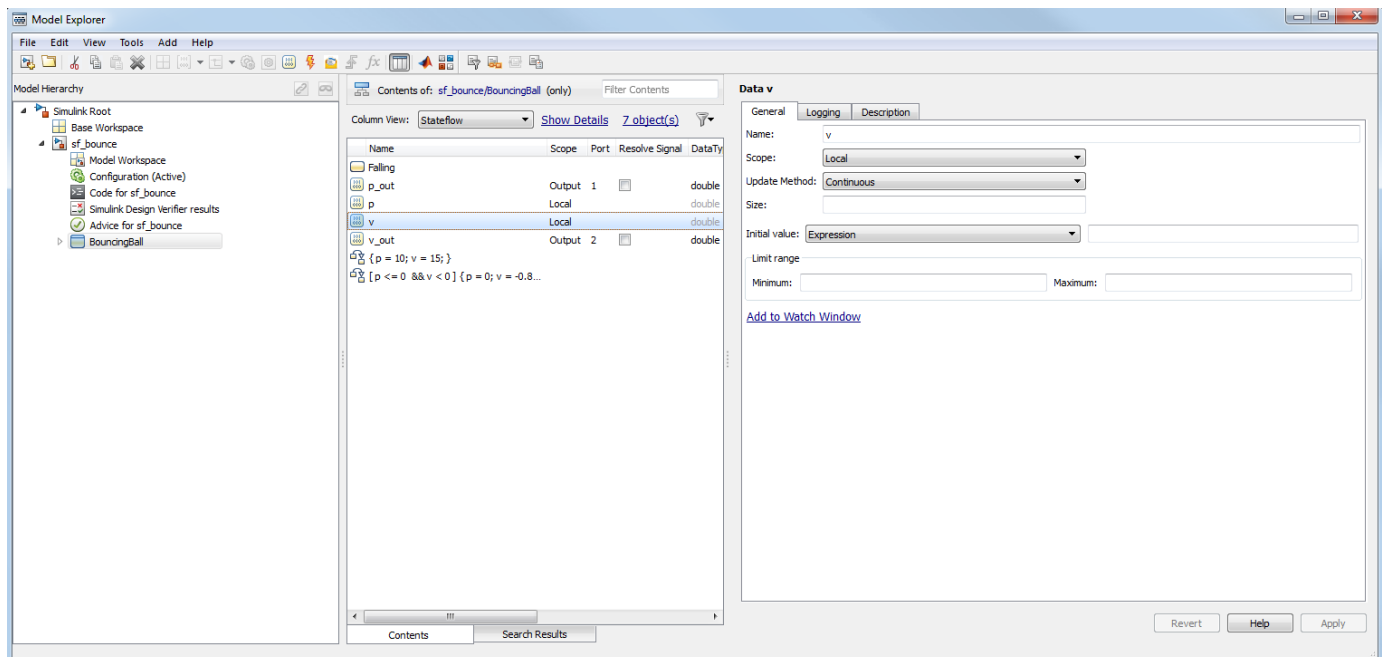 Model Explorer
File Edit View Tools Add Help
Model Hierarchy
Simulink Root
Base Workspace
sf_bounce
Model Workspace
Configuration (Active)
Code for sf_bounce
Simulink Design Verifier results
Advice for sf_bounce
BouncingBall
Contents of: sf_bounce/BouncingBall (only) Filter Contents
Column View: Stateflow Show Details 7 object(s)
Name Scope Port Resolve Signal DataTy
Falling
p_out Output 1 double
p Local double
v Local double
v_out Output 2 double
{ p = 10; v = 15; }
[ p <= 0 && v < 0 ] { p = 0; v = -0.8...
Contents Search Results
Data v
General Logging Description
Name: v
Scope: Local
Update Method: Continuous
Size:
Initial value: Expression
Limit range
Minimum: Maximum:
Add to Watch Window
Revert Help Apply